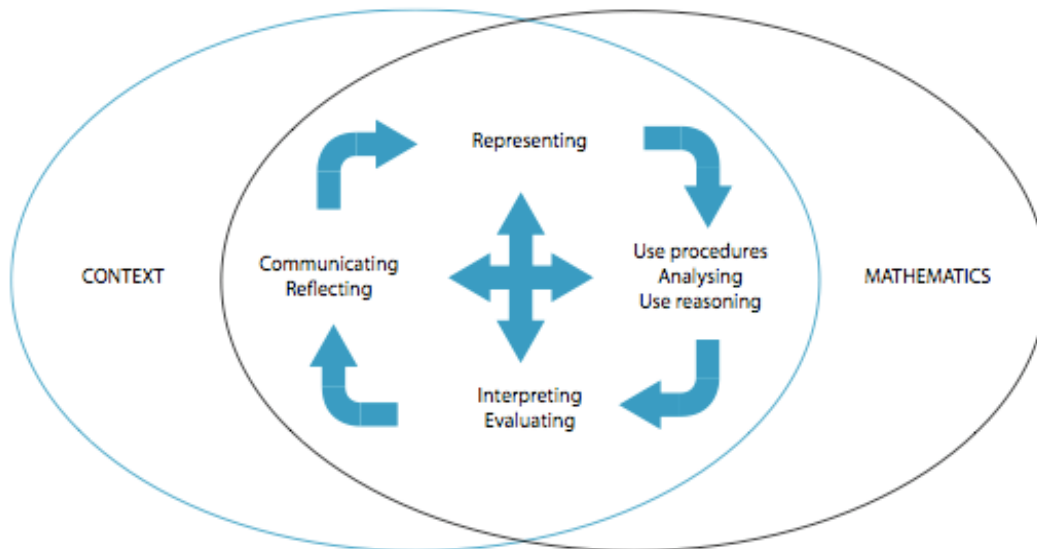 Representing
CONTEXT
Communicating
Reflecting
Use procedures
Analysing
Use reasoning
MATHEMATICS
Interpreting
Evaluating